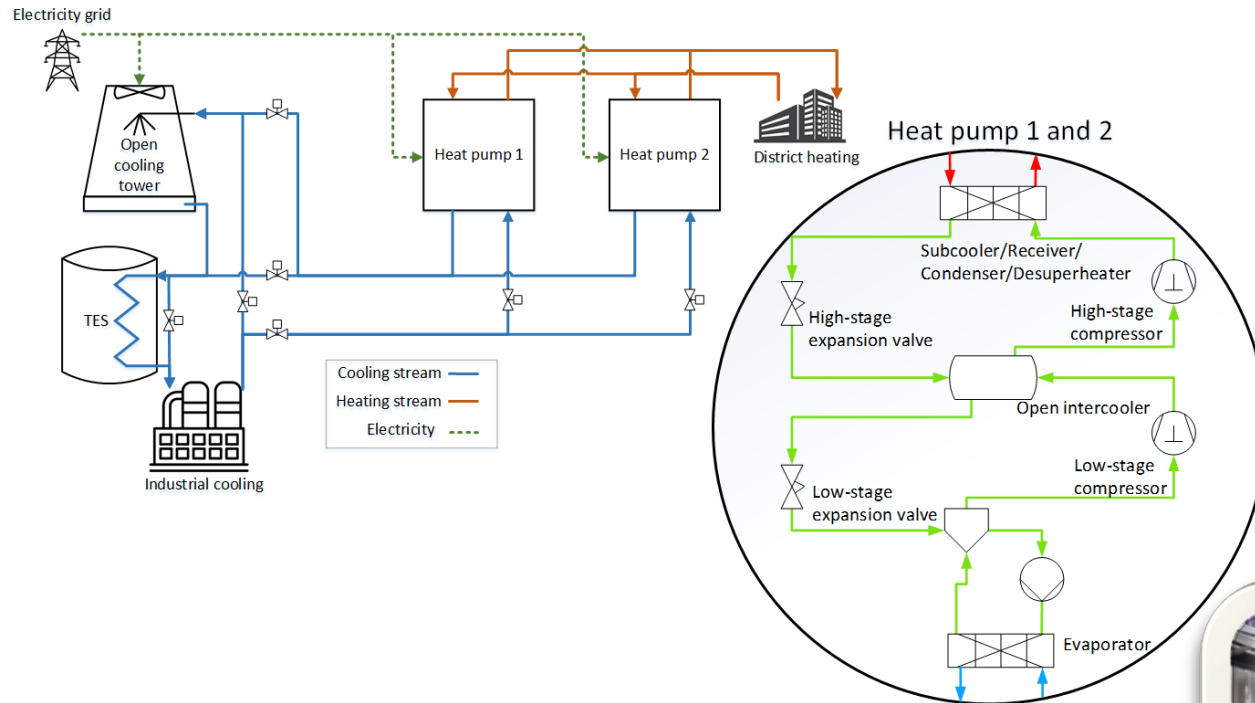 Electricity grid
Open
cooling
tower
Heat pump 1
Heat pump 2
District heating
TES
Cooling stream
Heating stream
Electricity
Industrial cooling
Heat pump 1 and 2
Subcooler/Receiver/
Condenser/Desuperheater
High-stage
expansion valve
High-stage
compressor
Open intercooler
Low-stage
compressor
Low-stage
expansion valve
Evaporator